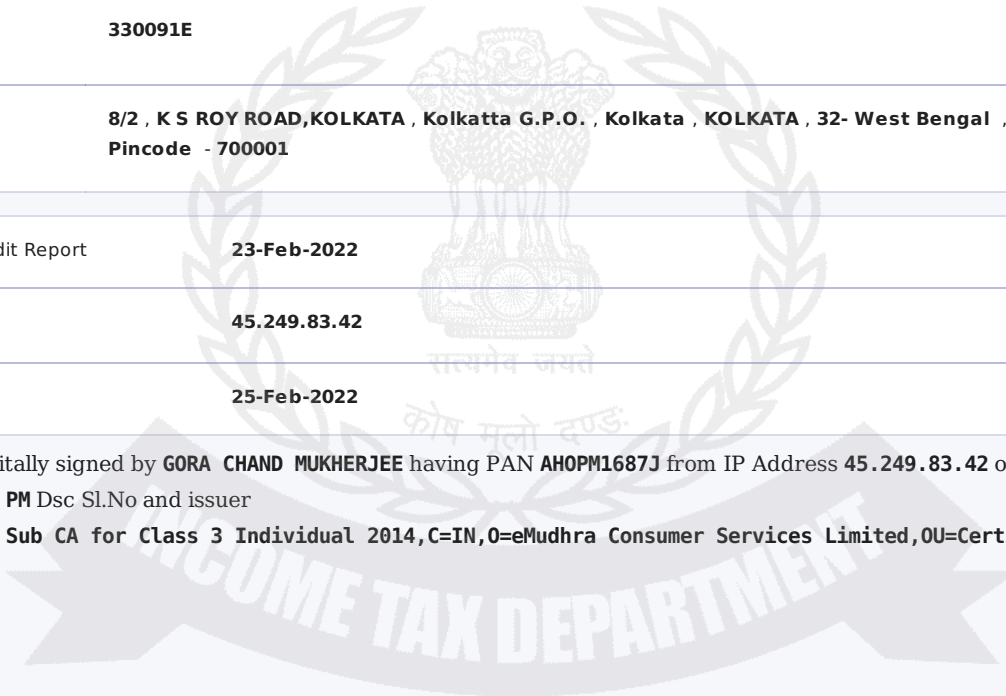 330091E
8/2 , K S ROY ROAD,KOLKATA , Kolkatta G.P.O. , Kolkata , KOLKATA , 32- West Bengal ,
Pincode - 700001
dit Report 23-Feb-2022
45.249.83.42
25-Feb-2022
सत्यमेव जयते
कोष मूलो दण्डः
itally signed by GORA CHAND MUKHERJEE having PAN AHOPM1687J from IP Address 45.249.83.42 o
PM Dsc Sl.No and issuer
Sub CA for Class 3 Individual 2014,C=IN,O=eMudhra Consumer Services Limited,OU=Cert
INCOME TAX DEPARTMENT